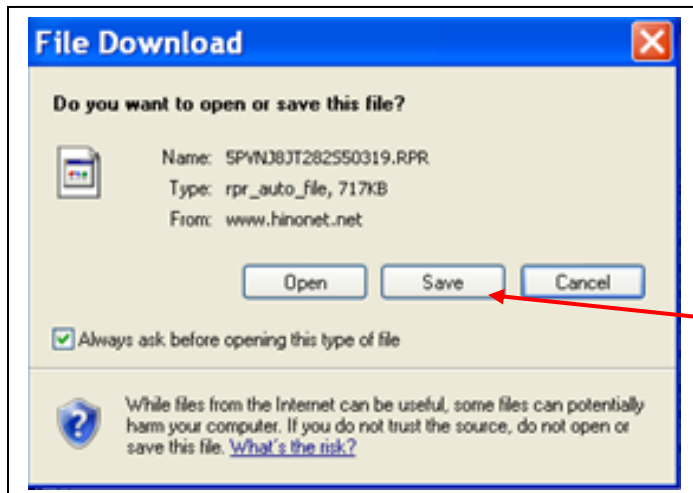 File Download
Do you want to open or save this file?
Name: 5PVNJ8JT282S50319.RPR
Type: rpr_auto_file, 717KB
From: www.hinonet.net
Open Save Cancel
Always ask before opening this type of file
While files from the Internet can be useful, some files can potentially
harm your computer. If you do not trust the source, do not open or
save this file. What's the risk?